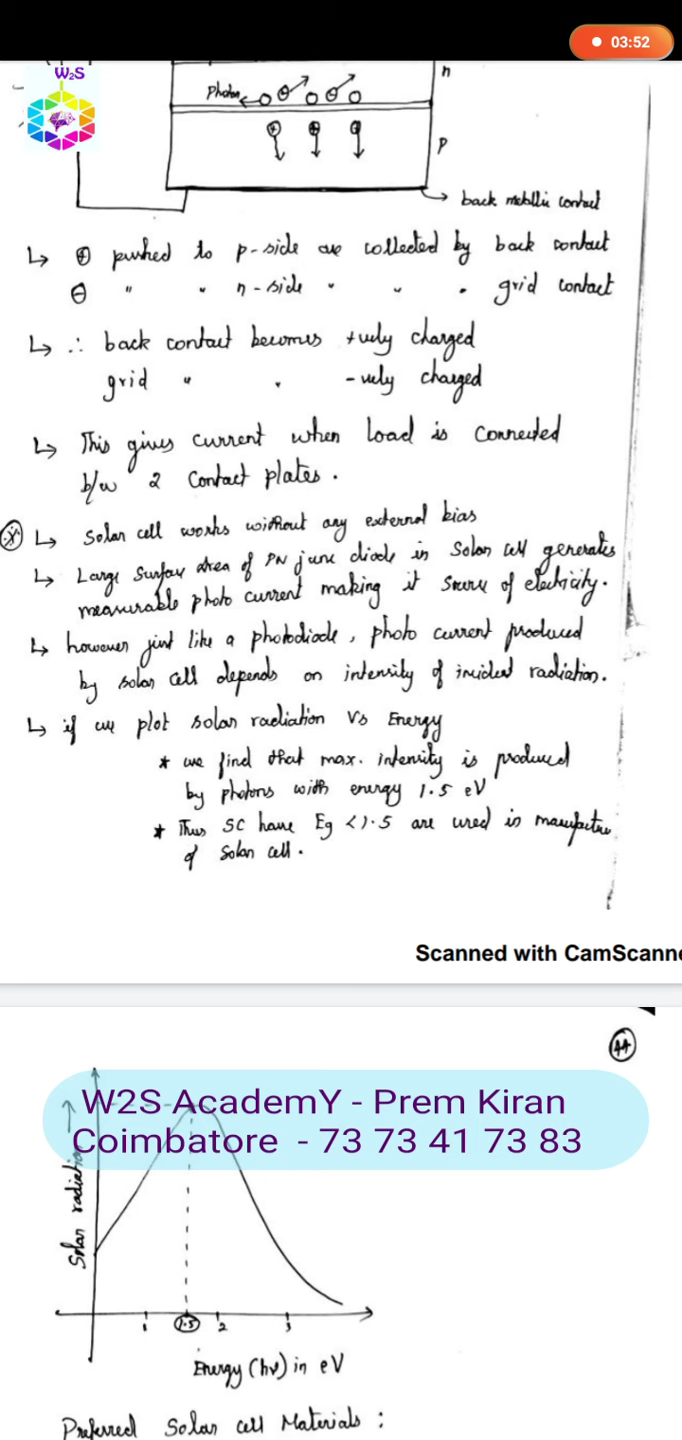 03:52
W₂S
n
Photon
p
back metallic contact
↳ ⊕ pushed to p-side are collected by back contact
⊖ " " n-side " " " grid contact
↳ ∴ back contact becomes +vely charged
grid " " -vely charged
↳ This gives current when Load is Connected
b/w 2 Contact plates.
(*) ↳ Solar cell works without any external bias
↳ Large Surface Area of PN junc diode in Solar cell generates
measurable photo current making it source of electricity.
↳ however just like a photodiode, photo current produced
by solar cell depends on intensity of incident radiation.
↳ if we plot solar radiation Vs Energy
* we find that max. intensity is produced
by photons with energy 1.5 eV
* Thus SC have Eg <1.5 are used in manufacture
of Solar cell.
Scanned with CamScanne
44
W2S AcademY - Prem Kiran
Coimbatore - 73 73 41 73 83
Solar radiation
1 1.5 2 3
Energy (hν) in eV
Preferred Solar cell Materials :